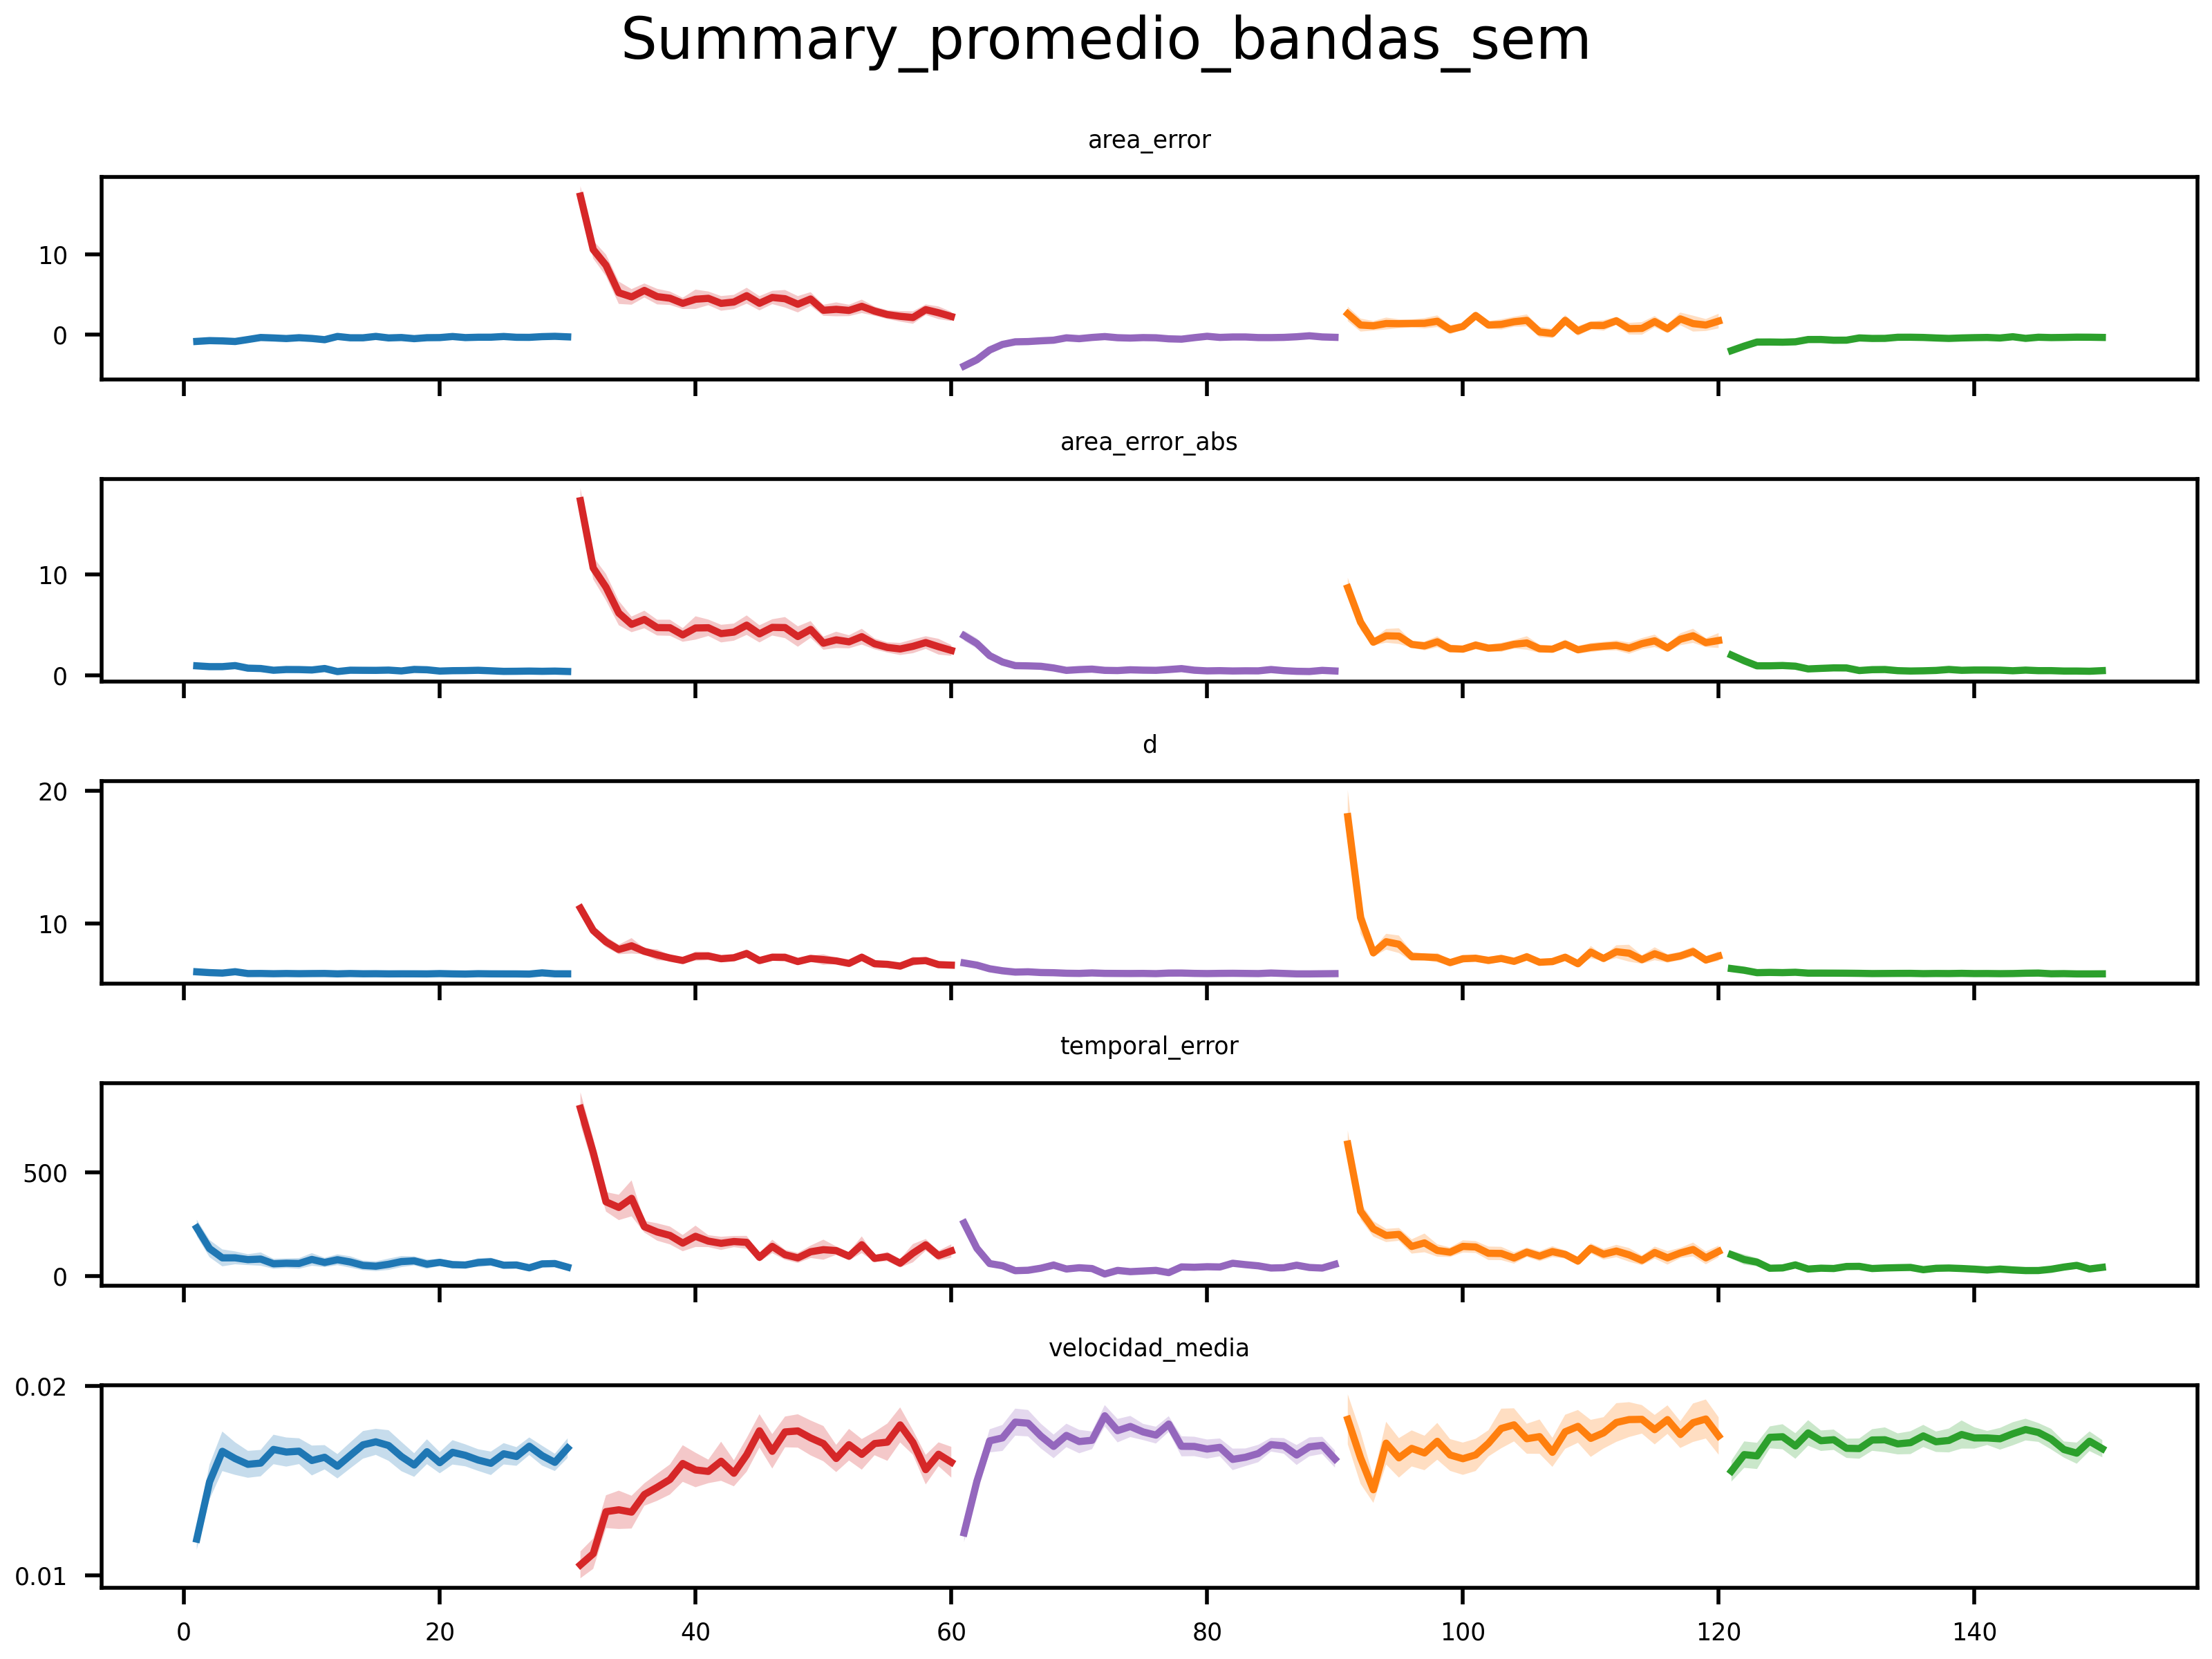 Summary_promedio_bandas_sem
area_error
10
0
area_error_abs
10
0
d
20
10
temporal_error
500
0
velocidad_media
0.02
0.01
0 20 40 60 80 100 120 140